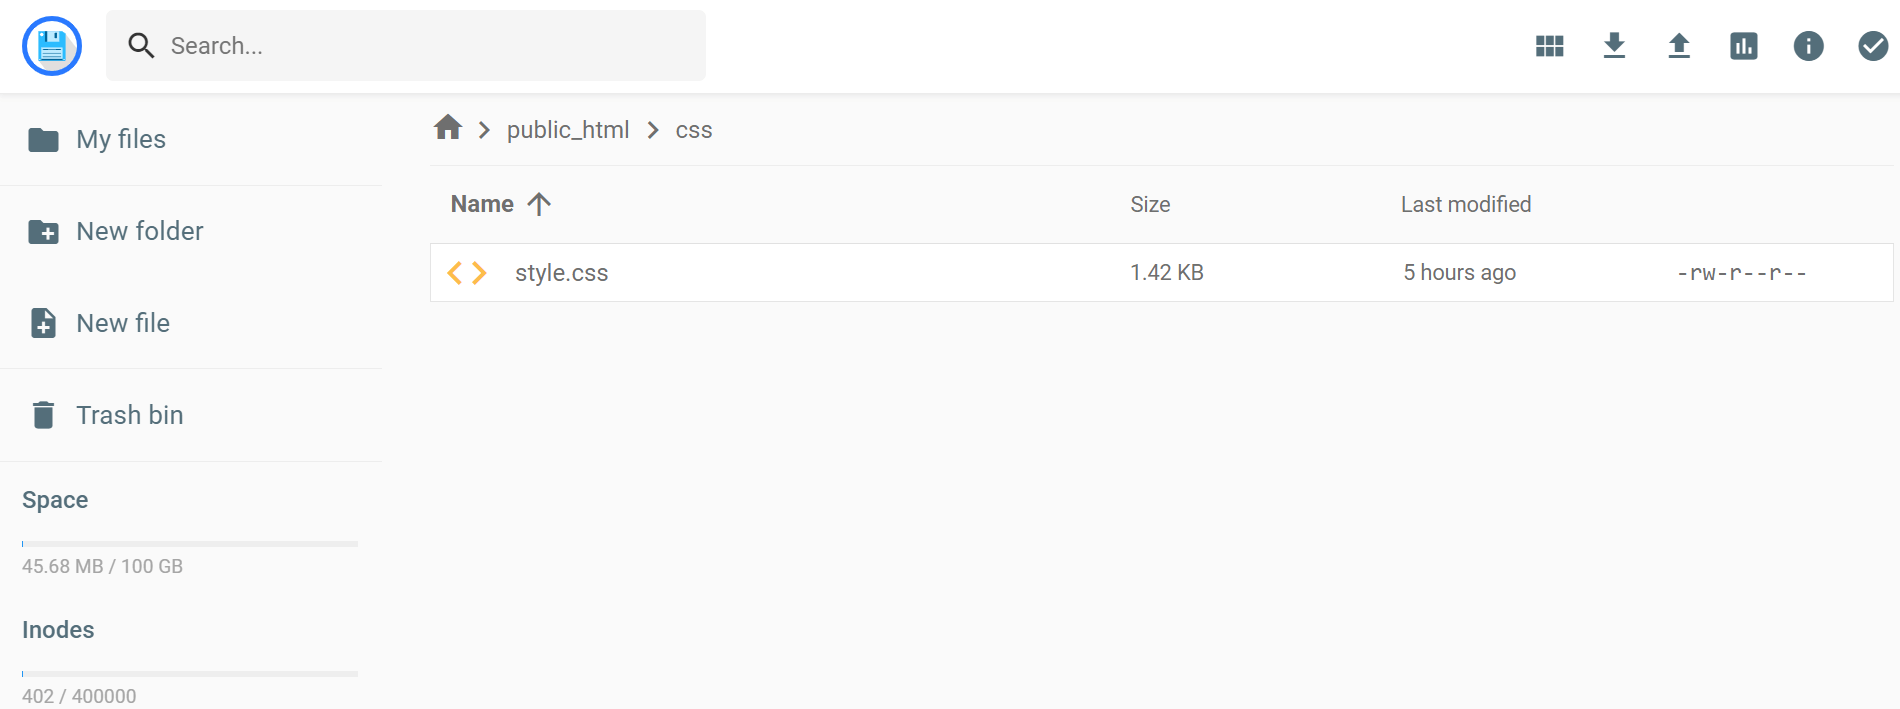 Search...
My files
New folder
New file
Trash bin
Space
45.68 MB / 100 GB
Inodes
402 / 400000
public_html
css
Name Size Last modified
style.css 1.42 KB 5 hours ago -rw-r--r--